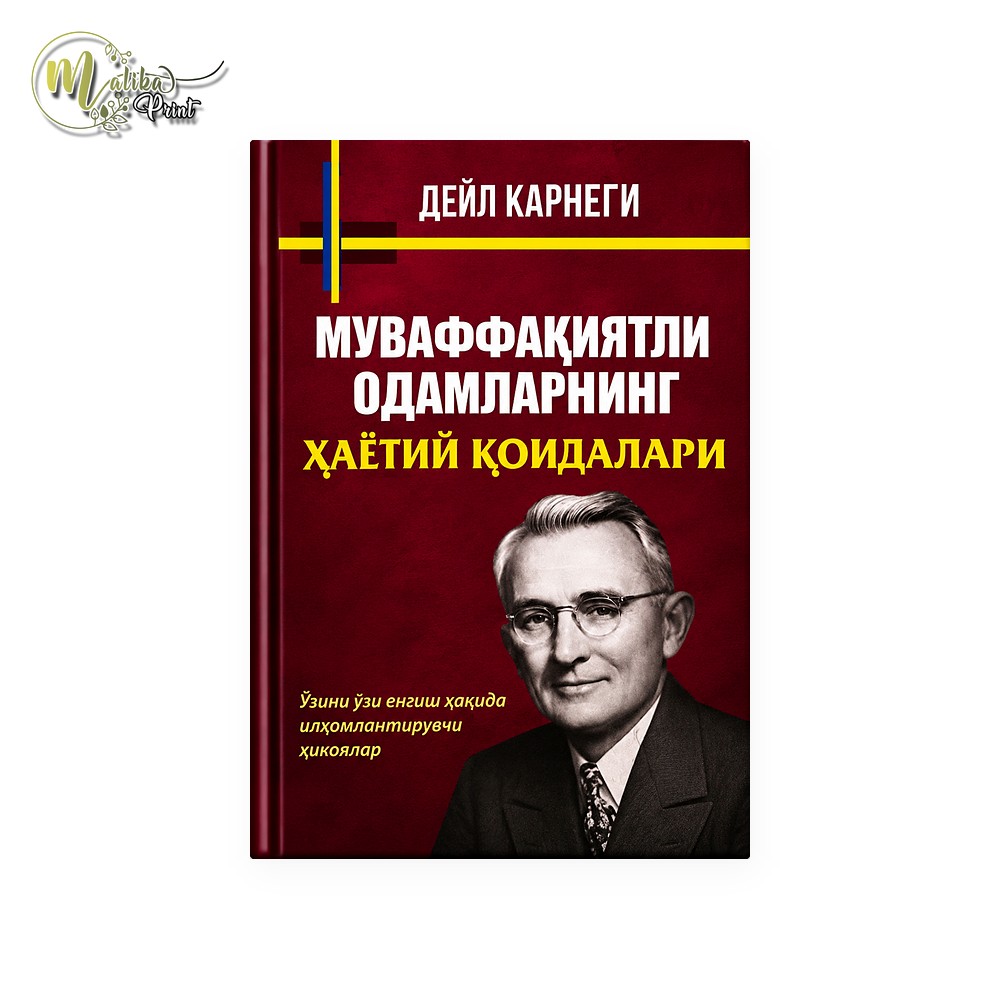 Malika
Print
ДЕЙЛ КАРНЕГИ
МУВАФФАҚИЯТЛИ
ОДАМЛАРНИНГ
ҲАЁТИЙ ҚОИДАЛАРИ
Ўзини ўзи енгиш ҳақида
илҳомлантирувчи
ҳикоялар